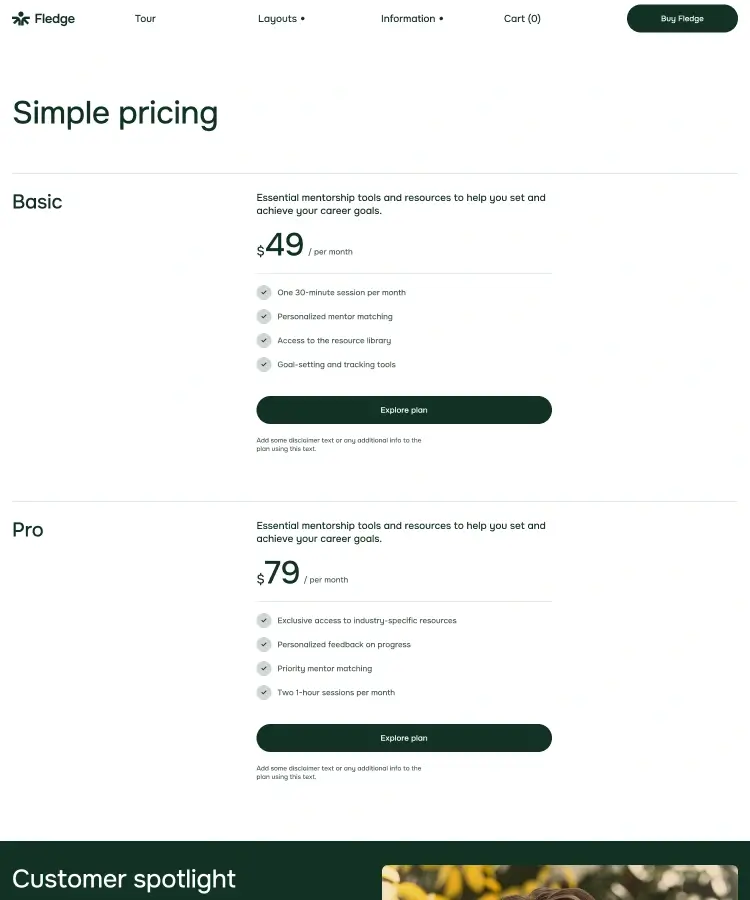 Fledge
Tour
Layouts •
Information •
Cart (0)
Buy Fledge
Simple pricing
Basic
Essential mentorship tools and resources to help you set and
achieve your career goals.
$49 / per month
One 30-minute session per month
Personalized mentor matching
Access to the resource library
Goal-setting and tracking tools
Explore plan
Add some disclaimer text or any additional info to the
plan using this text.
Pro
Essential mentorship tools and resources to help you set and
achieve your career goals.
$79 / per month
Exclusive access to industry-specific resources
Personalized feedback on progress
Priority mentor matching
Two 1-hour sessions per month
Explore plan
Add some disclaimer text or any additional info to the
plan using this text.
Customer spotlight